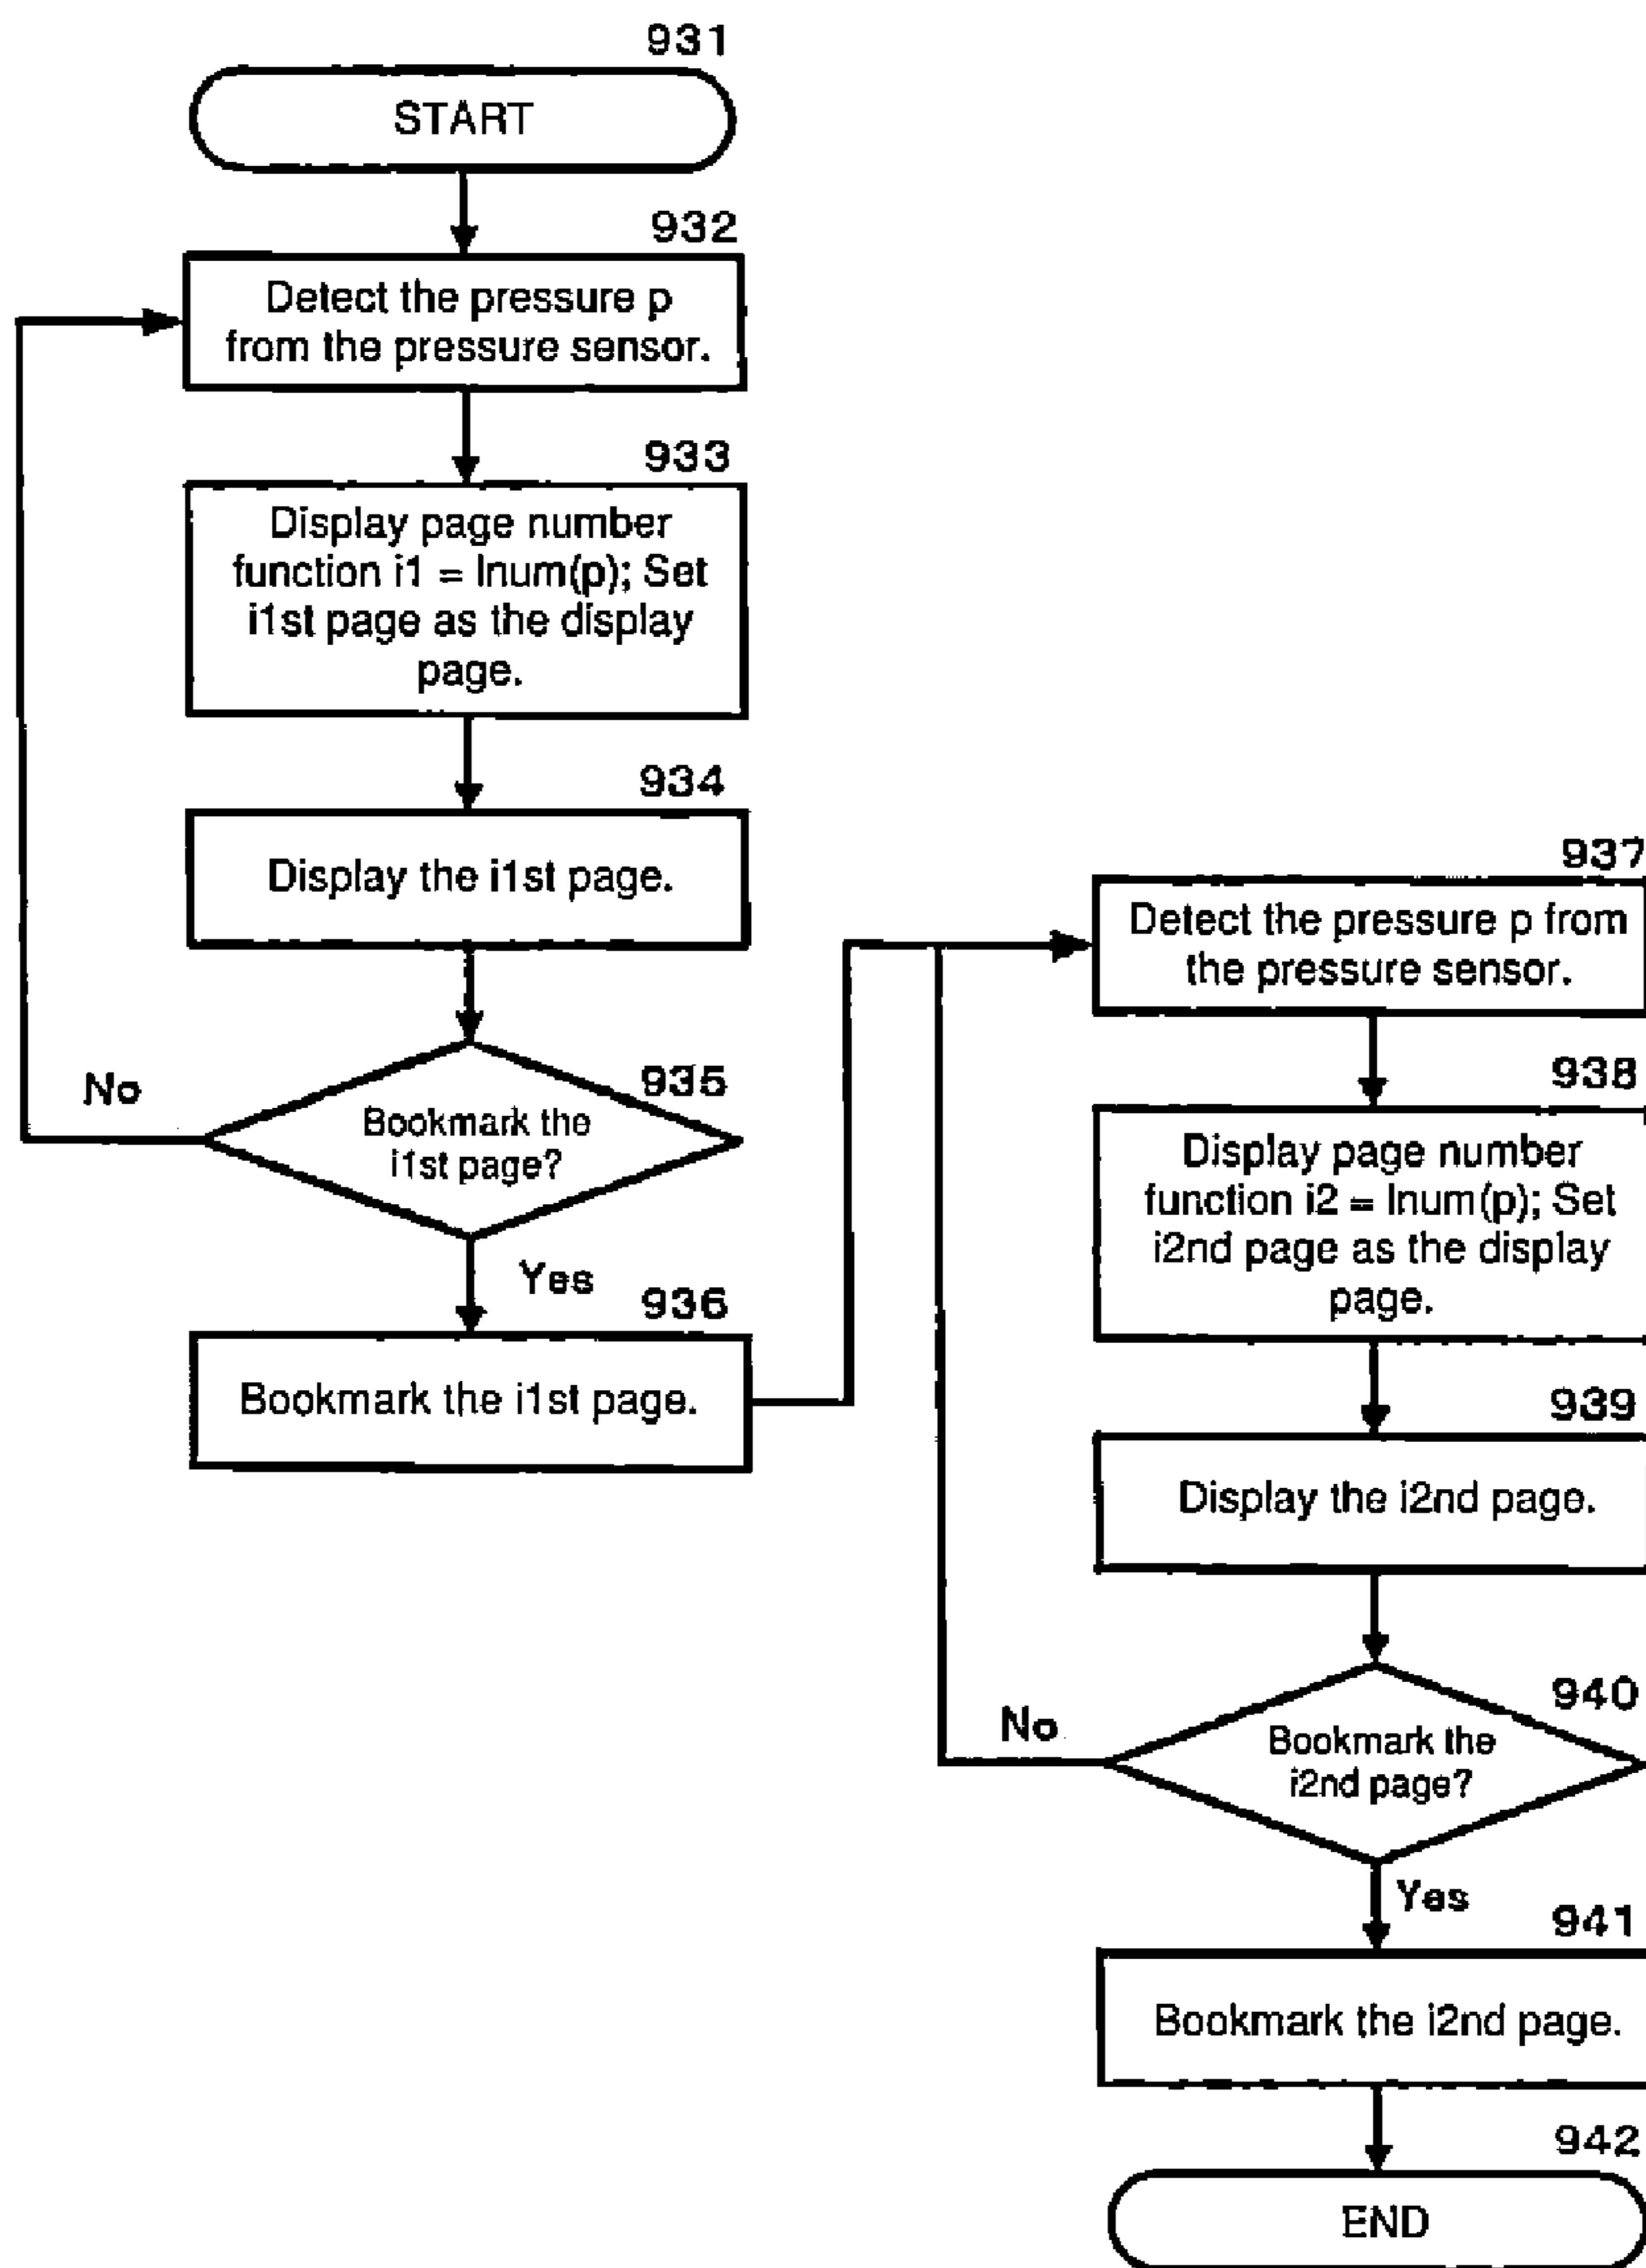 931
START
932
Detect the pressure p
from the pressure sensor.
933
Display page number
function i1 = Inum(p); Set
i1st page as the display
page.
934
Display the i1st page.
935
Bookmark the
i1st page?
No
Yes
936
Bookmark the i1st page.
937
Detect the pressure p from
the pressure sensor.
938
Display page number
function i2 = Inum(p); Set
i2nd page as the display
page.
939
Display the i2nd page.
940
Bookmark the
i2nd page?
No
Yes
941
Bookmark the i2nd page.
942
END